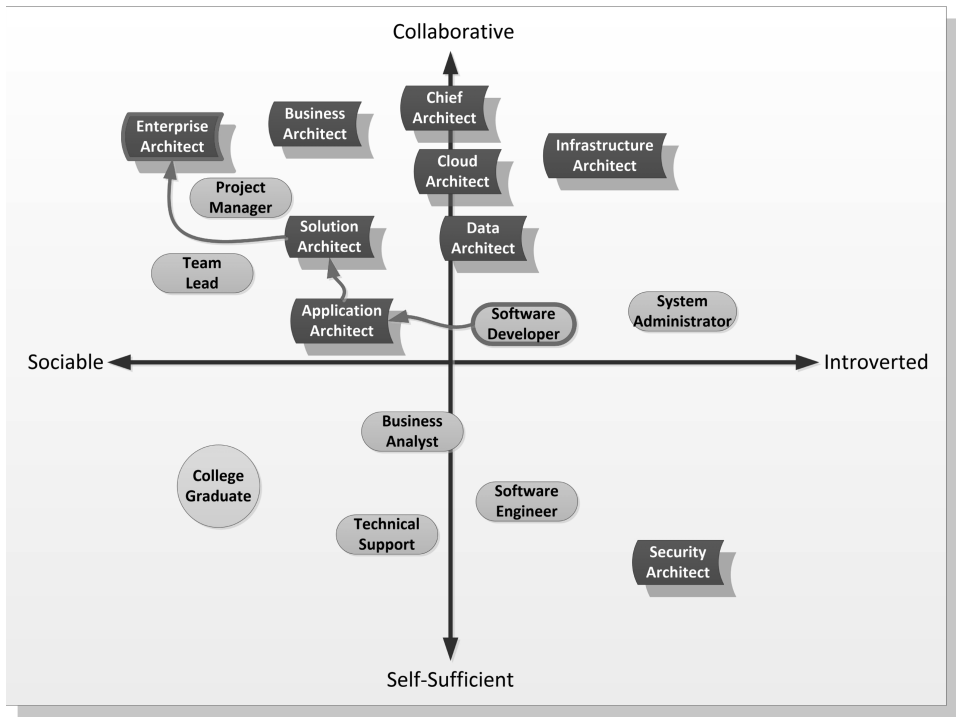 Collaborative
Chief
Architect
Business
Architect
Enterprise
Architect
Infrastructure
Architect
Cloud
Architect
Project
Manager
Solution
Architect
Data
Architect
Team
Lead
Application
Architect
Software
Developer
System
Administrator
Sociable
Introverted
Business
Analyst
College
Graduate
Software
Engineer
Technical
Support
Security
Architect
Self-Sufficient